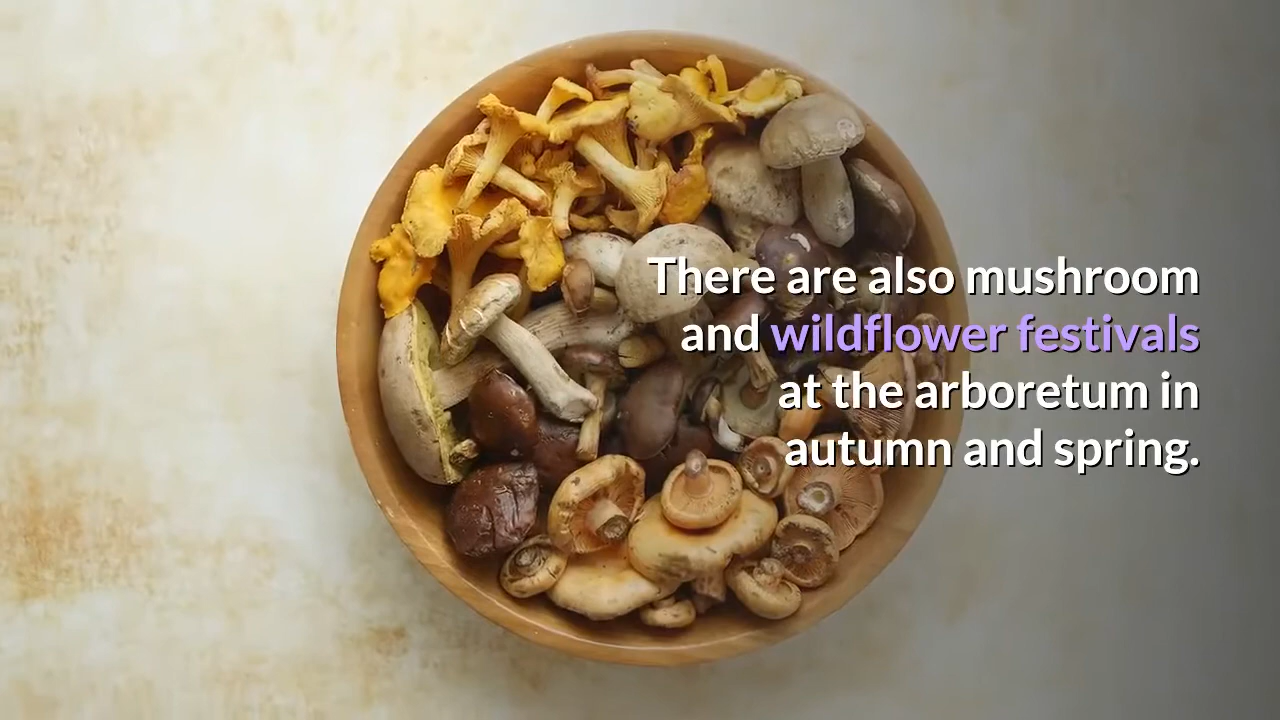 There are also mushroom
and wildflower festivals
at the arboretum in
autumn and spring.